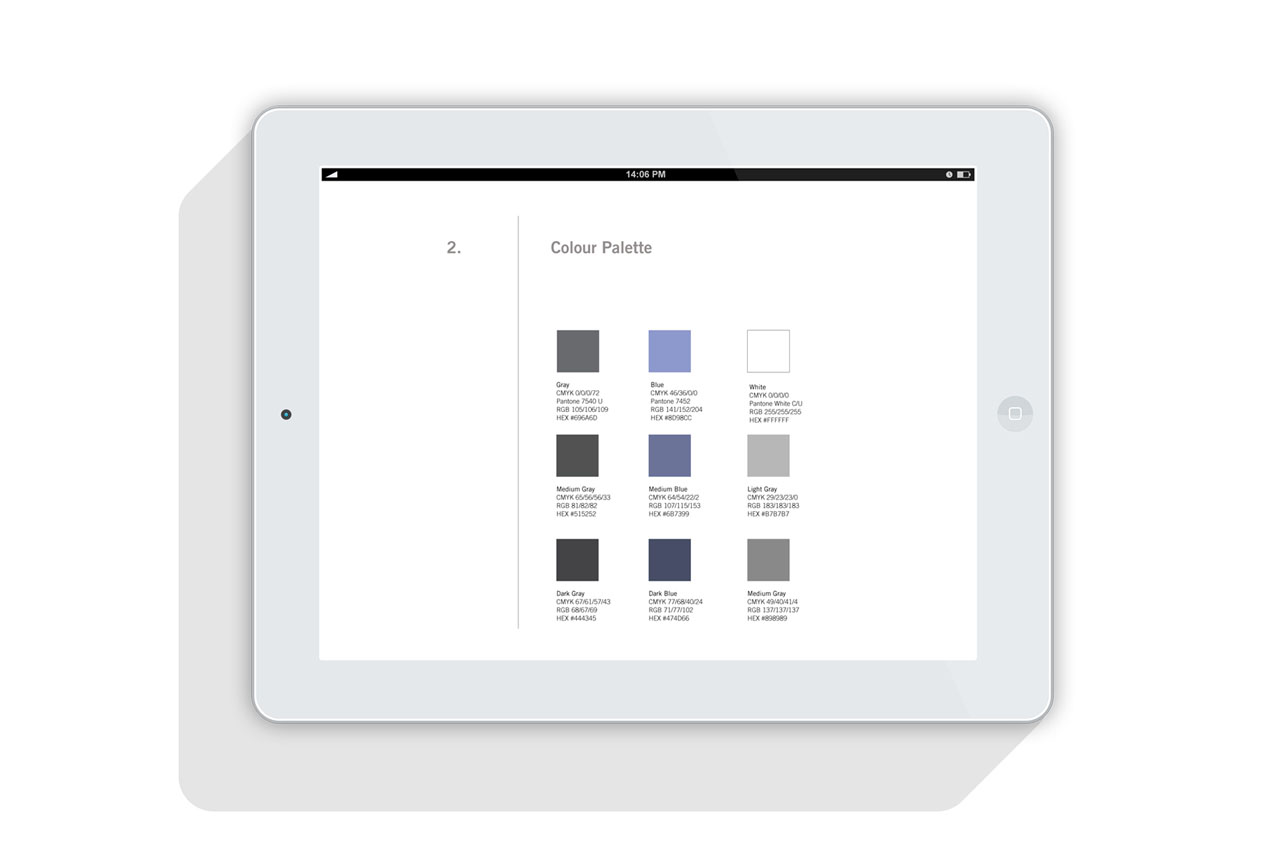 14:06 PM
2.
Colour Palette
Gray
CMYK 0/0/0/72
Pantone 7540 U
RGB 105/106/109
HEX #696A6D
Blue
CMYK 46/36/0/0
Pantone 7452
RGB 141/152/204
HEX #8D98CC
White
CMYK 0/0/0/0
Pantone White C/U
RGB 255/255/255
HEX #FFFFFF
Medium Gray
CMYK 65/56/56/33
RGB 81/82/82
HEX #515252
Medium Blue
CMYK 64/54/22/2
RGB 107/115/153
HEX #6B7399
Light Gray
CMYK 29/23/23/0
RGB 183/183/183
HEX #B7B7B7
Dark Gray
CMYK 67/61/57/43
RGB 68/67/69
HEX #444345
Dark Blue
CMYK 77/68/40/24
RGB 71/77/102
HEX #474D66
Medium Gray
CMYK 49/40/41/4
RGB 137/137/137
HEX #898989